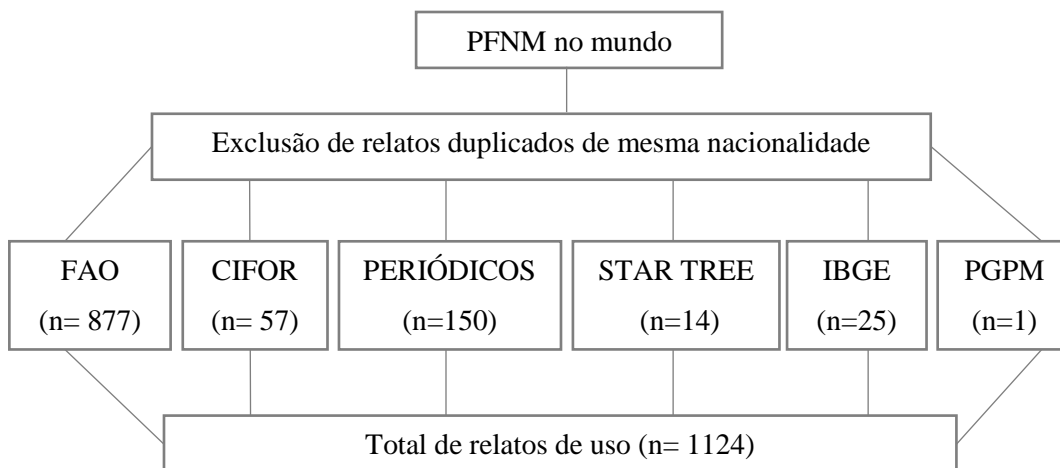 PFNM no mundo
Exclusão de relatos duplicados de mesma nacionalidade
FAO
(n= 877)
CIFOR
(n= 57)
PERIÓDICOS
(n=150)
STAR TREE
(n=14)
IBGE
(n=25)
PGPM
(n=1)
Total de relatos de uso (n= 1124)